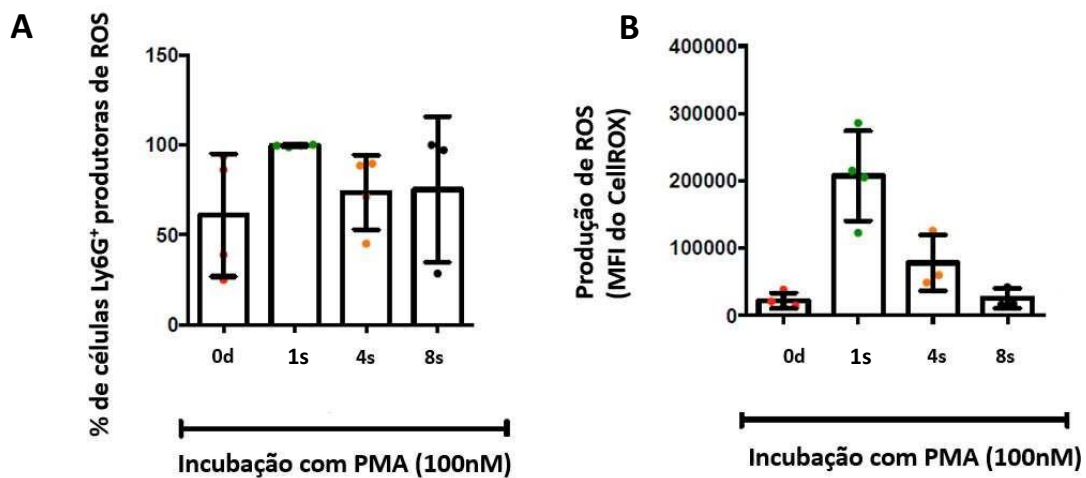 A
% de células Ly6G⁺ produtoras de ROS
150
100
50
0
0d 1s 4s 8s
Incubação com PMA (100nM)
B
Produção de ROS
(MFI do CellROX)
400000
300000
200000
100000
0
0d 1s 4s 8s
Incubação com PMA (100nM)